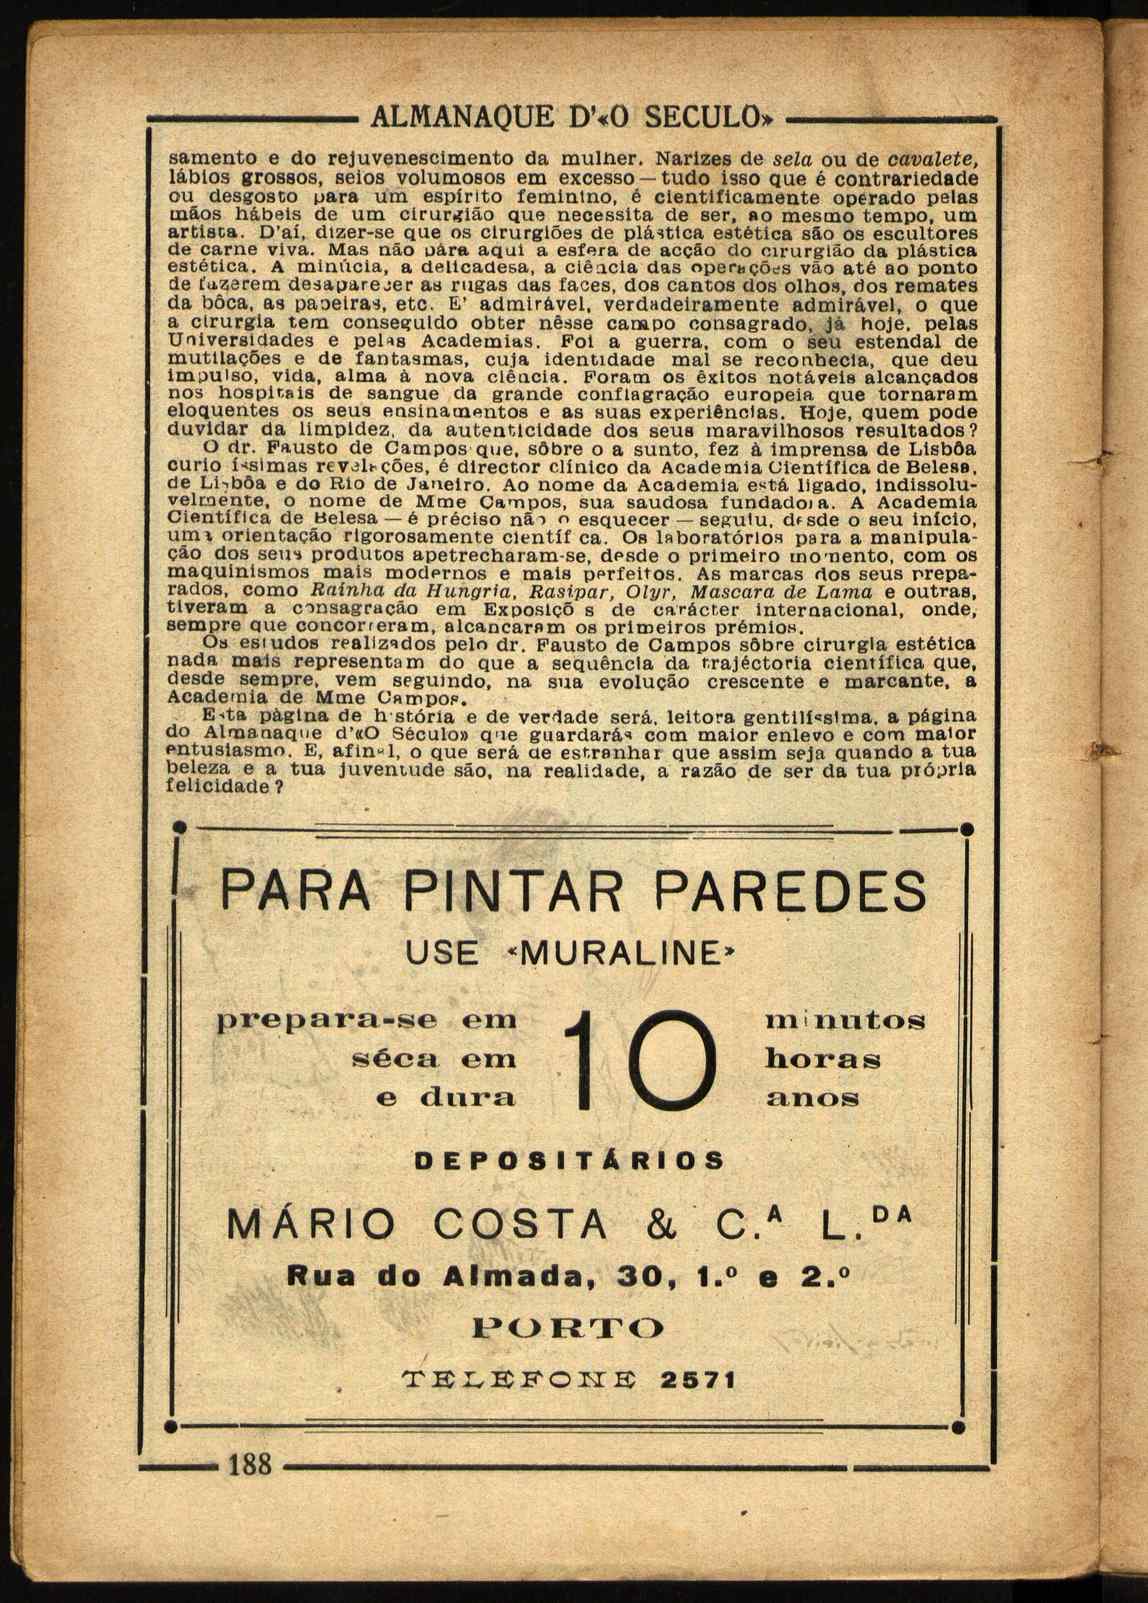 ALMANAQUE D'«O SECULO»
samento e do rejuvenescimento da mulher. Narizes de sela ou de cavalete,
lábios grossos, seios volumosos em excesso — tudo isso que é contrariedade
ou desgosto para um espírito feminino, é cientificamente operado pelas
mãos hábeis de um cirurgião que necessita de ser, ao mesmo tempo, um
artista. D'aí, dizer-se que os cirurgiões de plástica estética são os escultores
de carne viva. Mas não pára aqui a esfera de acção do cirurgião da plástica
estética. A minúcia, a delicadesa, a ciência das operações vão até ao ponto
de fazerem desaparecer as rugas das faces, dos cantos dos olhos, dos remates
da bôca, as papeiras, etc. E' admirável, verdadeiramente admirável, o que
a cirurgia tem conseguido obter nêsse campo consagrado, já hoje, pelas
Universidades e pelas Academias. Foi a guerra, com o seu estendal de
mutilações e de fantasmas, cuja identidade mal se reconhecia, que deu
impulso, vida, alma à nova ciência. Foram os êxitos notáveis alcançados
nos hospitais de sangue da grande conflagração europeia que tornaram
eloquentes os seus ensinamentos e as suas experiências. Hoje, quem pode
duvidar da limpidez, da autenticidade dos seus maravilhosos resultados?
O dr. Fausto de Campos que, sôbre o a sunto, fez à imprensa de Lisbôa
curio íssimas revelações, é director clínico da Academia Científica de Belesa,
de Lisbôa e do Rio de Janeiro. Ao nome da Academia está ligado, indissolu-
velmente, o nome de Mme Campos, sua saudosa fundadora. A Academia
Científica de Belesa — é préciso não o esquecer — seguiu, desde o seu início,
uma orientação rigorosamente científ ca. Os laboratórios para a manipula-
ção dos seus produtos apetrecharam-se, desde o primeiro momento, com os
maquinismos mais modernos e mais perfeitos. As marcas dos seus prepa-
rados, como Rainha da Hungria, Rasipar, Olyr, Mascara de Lama e outras,
tiveram a consagração em Exposiçõ s de carácter internacional, onde,
sempre que concorreram, alcançaram os primeiros prémios.
Os estudos realizados pelo dr. Fausto de Campos sôbre cirurgia estética
nada mais representam do que a sequência da trajéctoria científica que,
desde sempre, vem seguindo, na sua evolução crescente e marcante, a
Academia de Mme Campos.
Esta página de h stória e de verdade será, leitora gentilíssima, a página
do Almanaque d'«O Século» que guardarás com maior enlevo e com maior
entusiasmo. E, afinal, o que será de estranhar que assim seja quando a tua
beleza e a tua juventude são, na realidade, a razão de ser da tua própria
felicidade?
PARA PINTAR PAREDES
USE «MURALINE»
prepara-se em 10 minutos
séca em horas
e dura anos
DEPOSITÁRIOS
MÁRIO COSTA & C.A L.DA
Rua do Almada, 30, 1.º e 2.º
PORTO
TELEFONE 2571
188